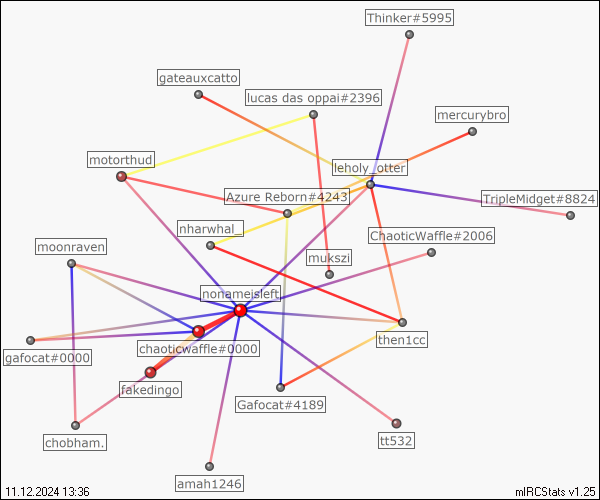 Thinker#5995
gateauxcatto
lucas das oppai#2396
mercurybro
motorthud
leholy_otter
Azure Reborn#4243
TripleMidget#8824
nharwhal_
ChaoticWaffle#2006
moonraven
mukszi
nonameisleft
then1cc
chaoticwaffle#0000
gafocat#0000
fakedingo
Gafocat#4189
chobham.
tt532
amah1246
11.12.2024 13:36
mIRCStats v1.25